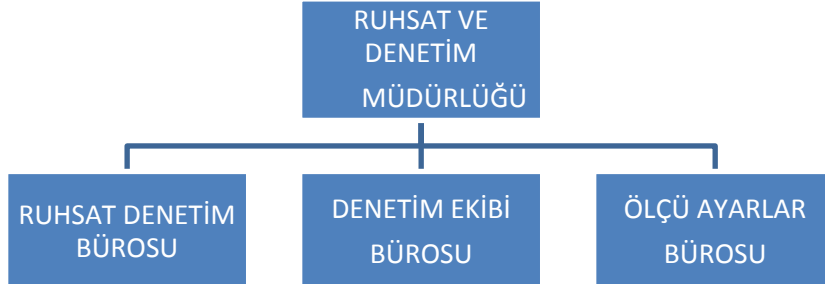 RUHSAT VE
DENETİM
MÜDÜRLÜĞÜ
RUHSAT DENETİM
BÜROSU
DENETİM EKİBİ
BÜROSU
ÖLÇÜ AYARLAR
BÜROSU